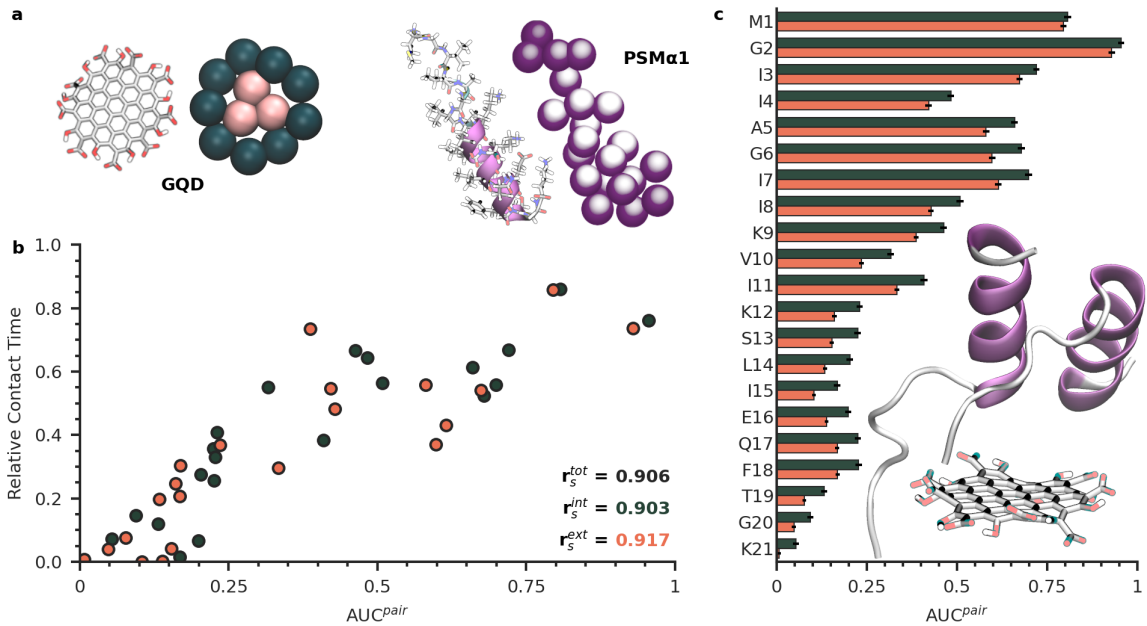 a
GQD
PSMα1
b
Relative Contact Time
1.0
0.8
0.6
0.4
0.2
0.0
0
0.25
0.5
0.75
1
AUC^pair
r_s^tot = 0.906
r_s^int = 0.903
r_s^ext = 0.917
c
M1
G2
I3
I4
A5
G6
I7
I8
K9
V10
I11
K12
S13
L14
I15
E16
Q17
F18
T19
G20
K21
0
0.25
0.5
0.75
1
AUC^pair